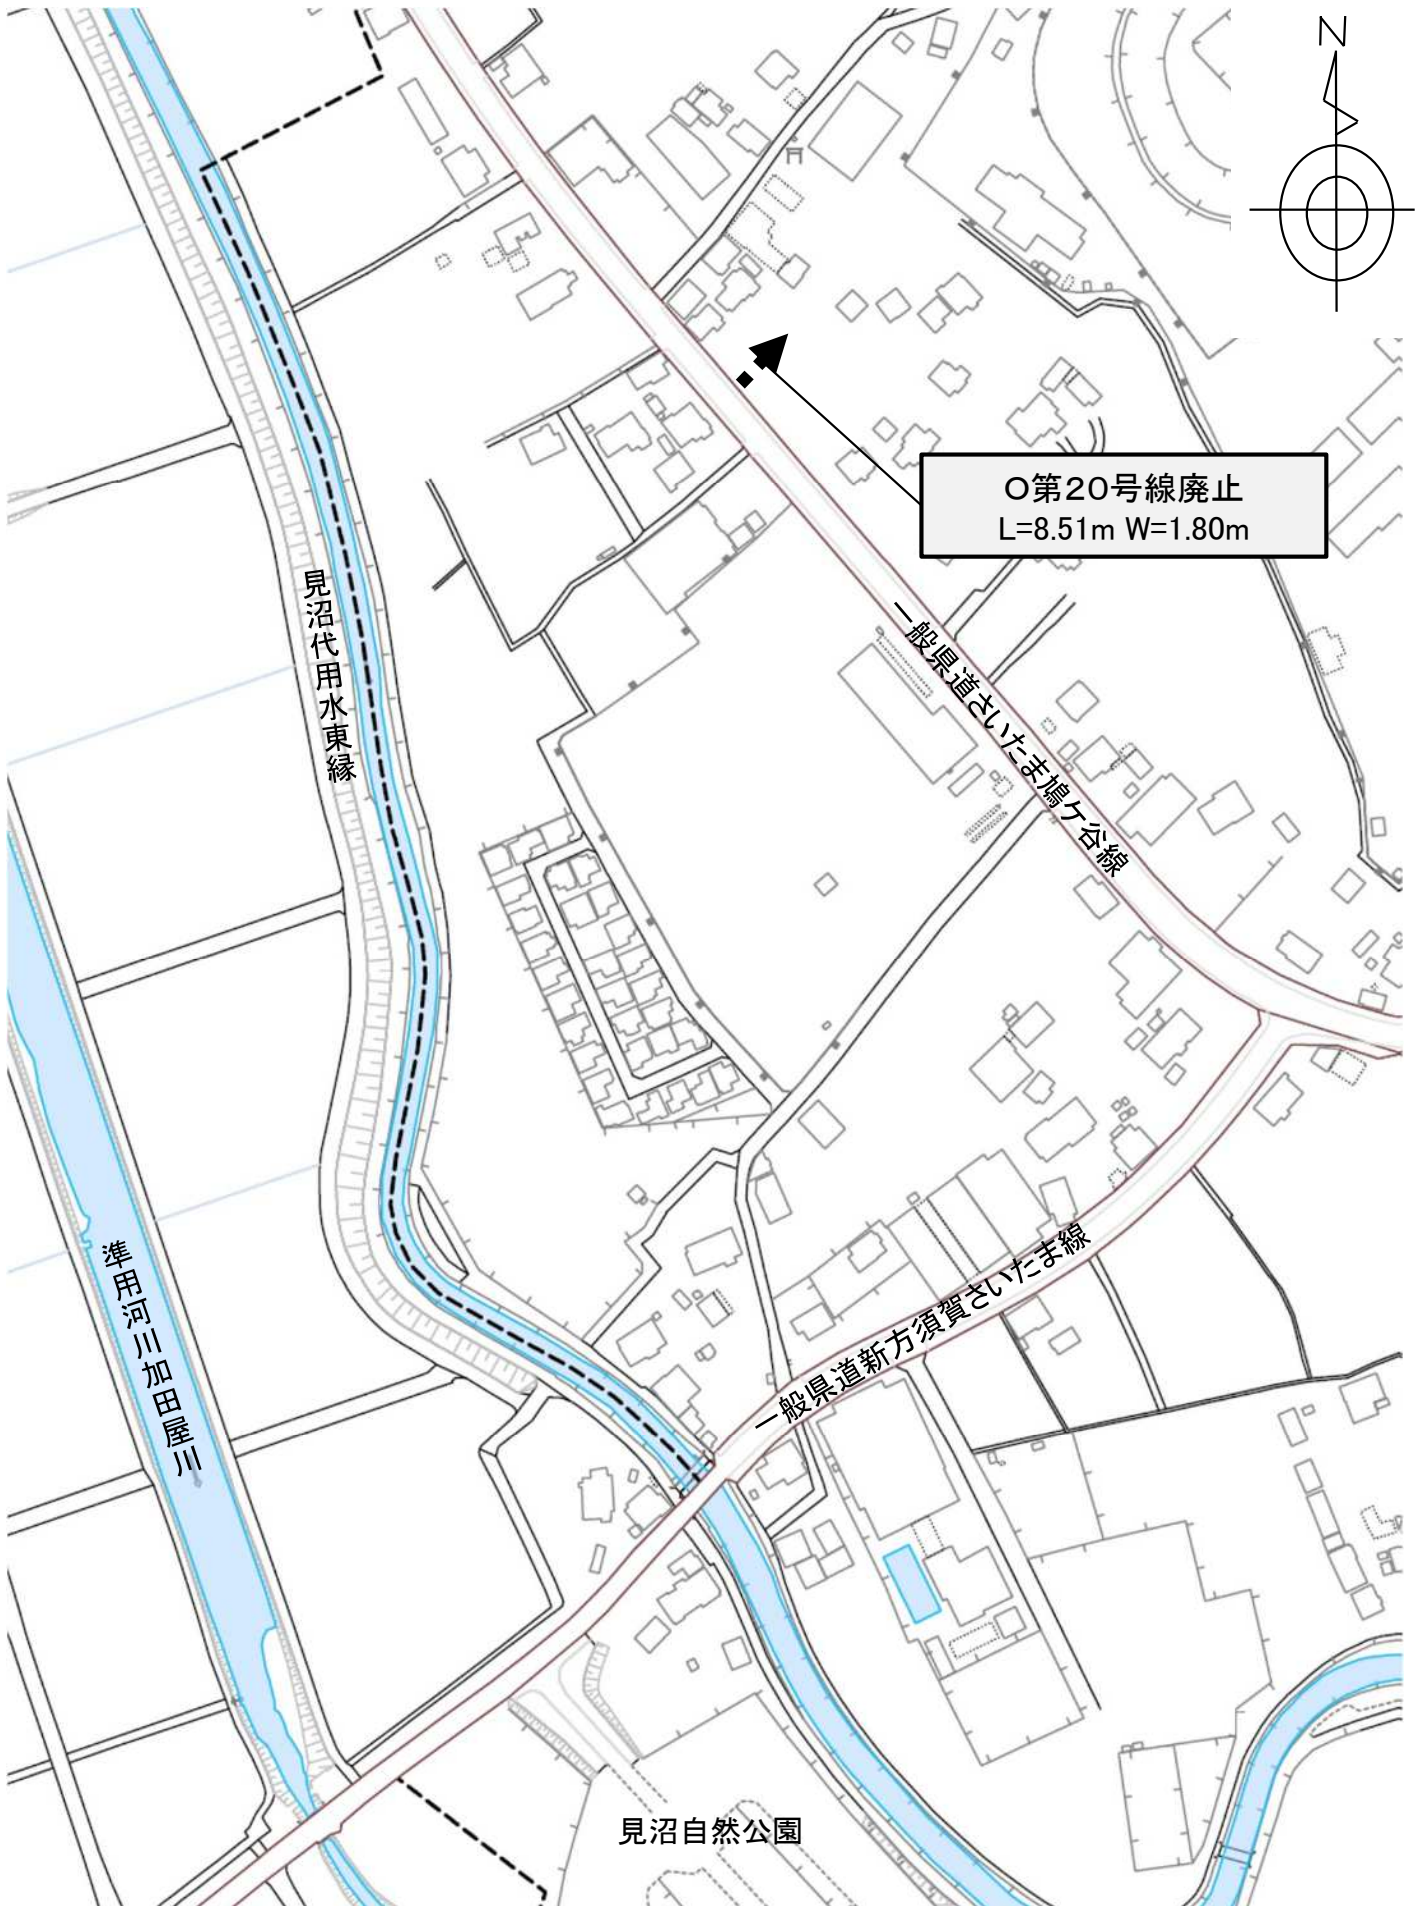 N
O第20号線廃止
L=8.51m W=1.80m
見沼代用水東縁
一般県道さいたま鳩ケ谷線
準用河川加田屋川
一般県道新方須賀さいたま線
見沼自然公園